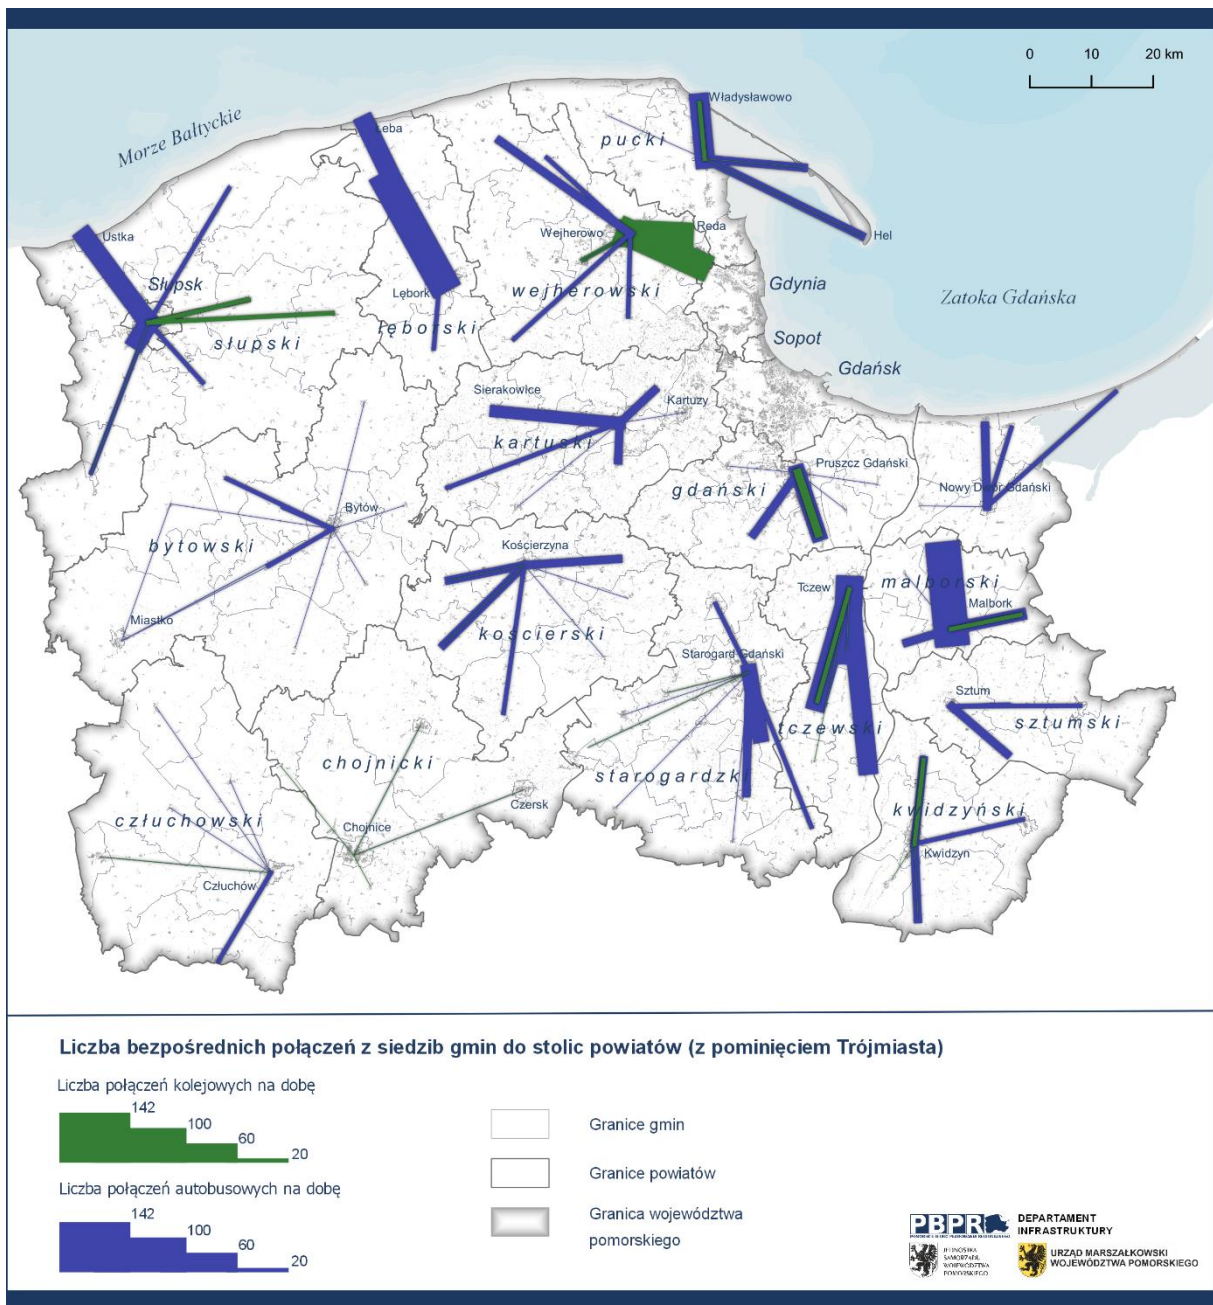 0 10 20 km
Morze Bałtyckie
Władysławowo
Łeba
pucki
Ustka
Wejherowo
Reda
Hel
Słupsk
Lębork
wejherowski
Gdynia
Zatoka Gdańska
lęborski
słupski
Sopot
Gdańsk
Sierakowice
Kartuzy
kartuski
Pruszcz Gdański
gdański
Nowy Dwór Gdański
Bytów
bytowski
Kościerzyna
malborski
Tczew
Malbork
Miastko
kościerski
Starogard Gdański
Sztum
sztumski
tczewski
chojnicki
starogardzki
Czersk
człuchowski
Chojnice
kwidzyński
Kwidzyn
Człuchów
Liczba bezpośrednich połączeń z siedzib gmin do stolic powiatów (z pominięciem Trójmiasta)
Liczba połączeń kolejowych na dobę
142
100
60
20
Liczba połączeń autobusowych na dobę
142
100
60
20
Granice gmin
Granice powiatów
Granica województwa
pomorskiego
PBPR
DEPARTAMENT
INFRASTRUKTURY
JEDNOSTKA
SAMORZĄDU
WOJEWÓDZTWA
POMORSKIEGO
URZĄD MARSZAŁKOWSKI
WOJEWÓDZTWA POMORSKIEGO